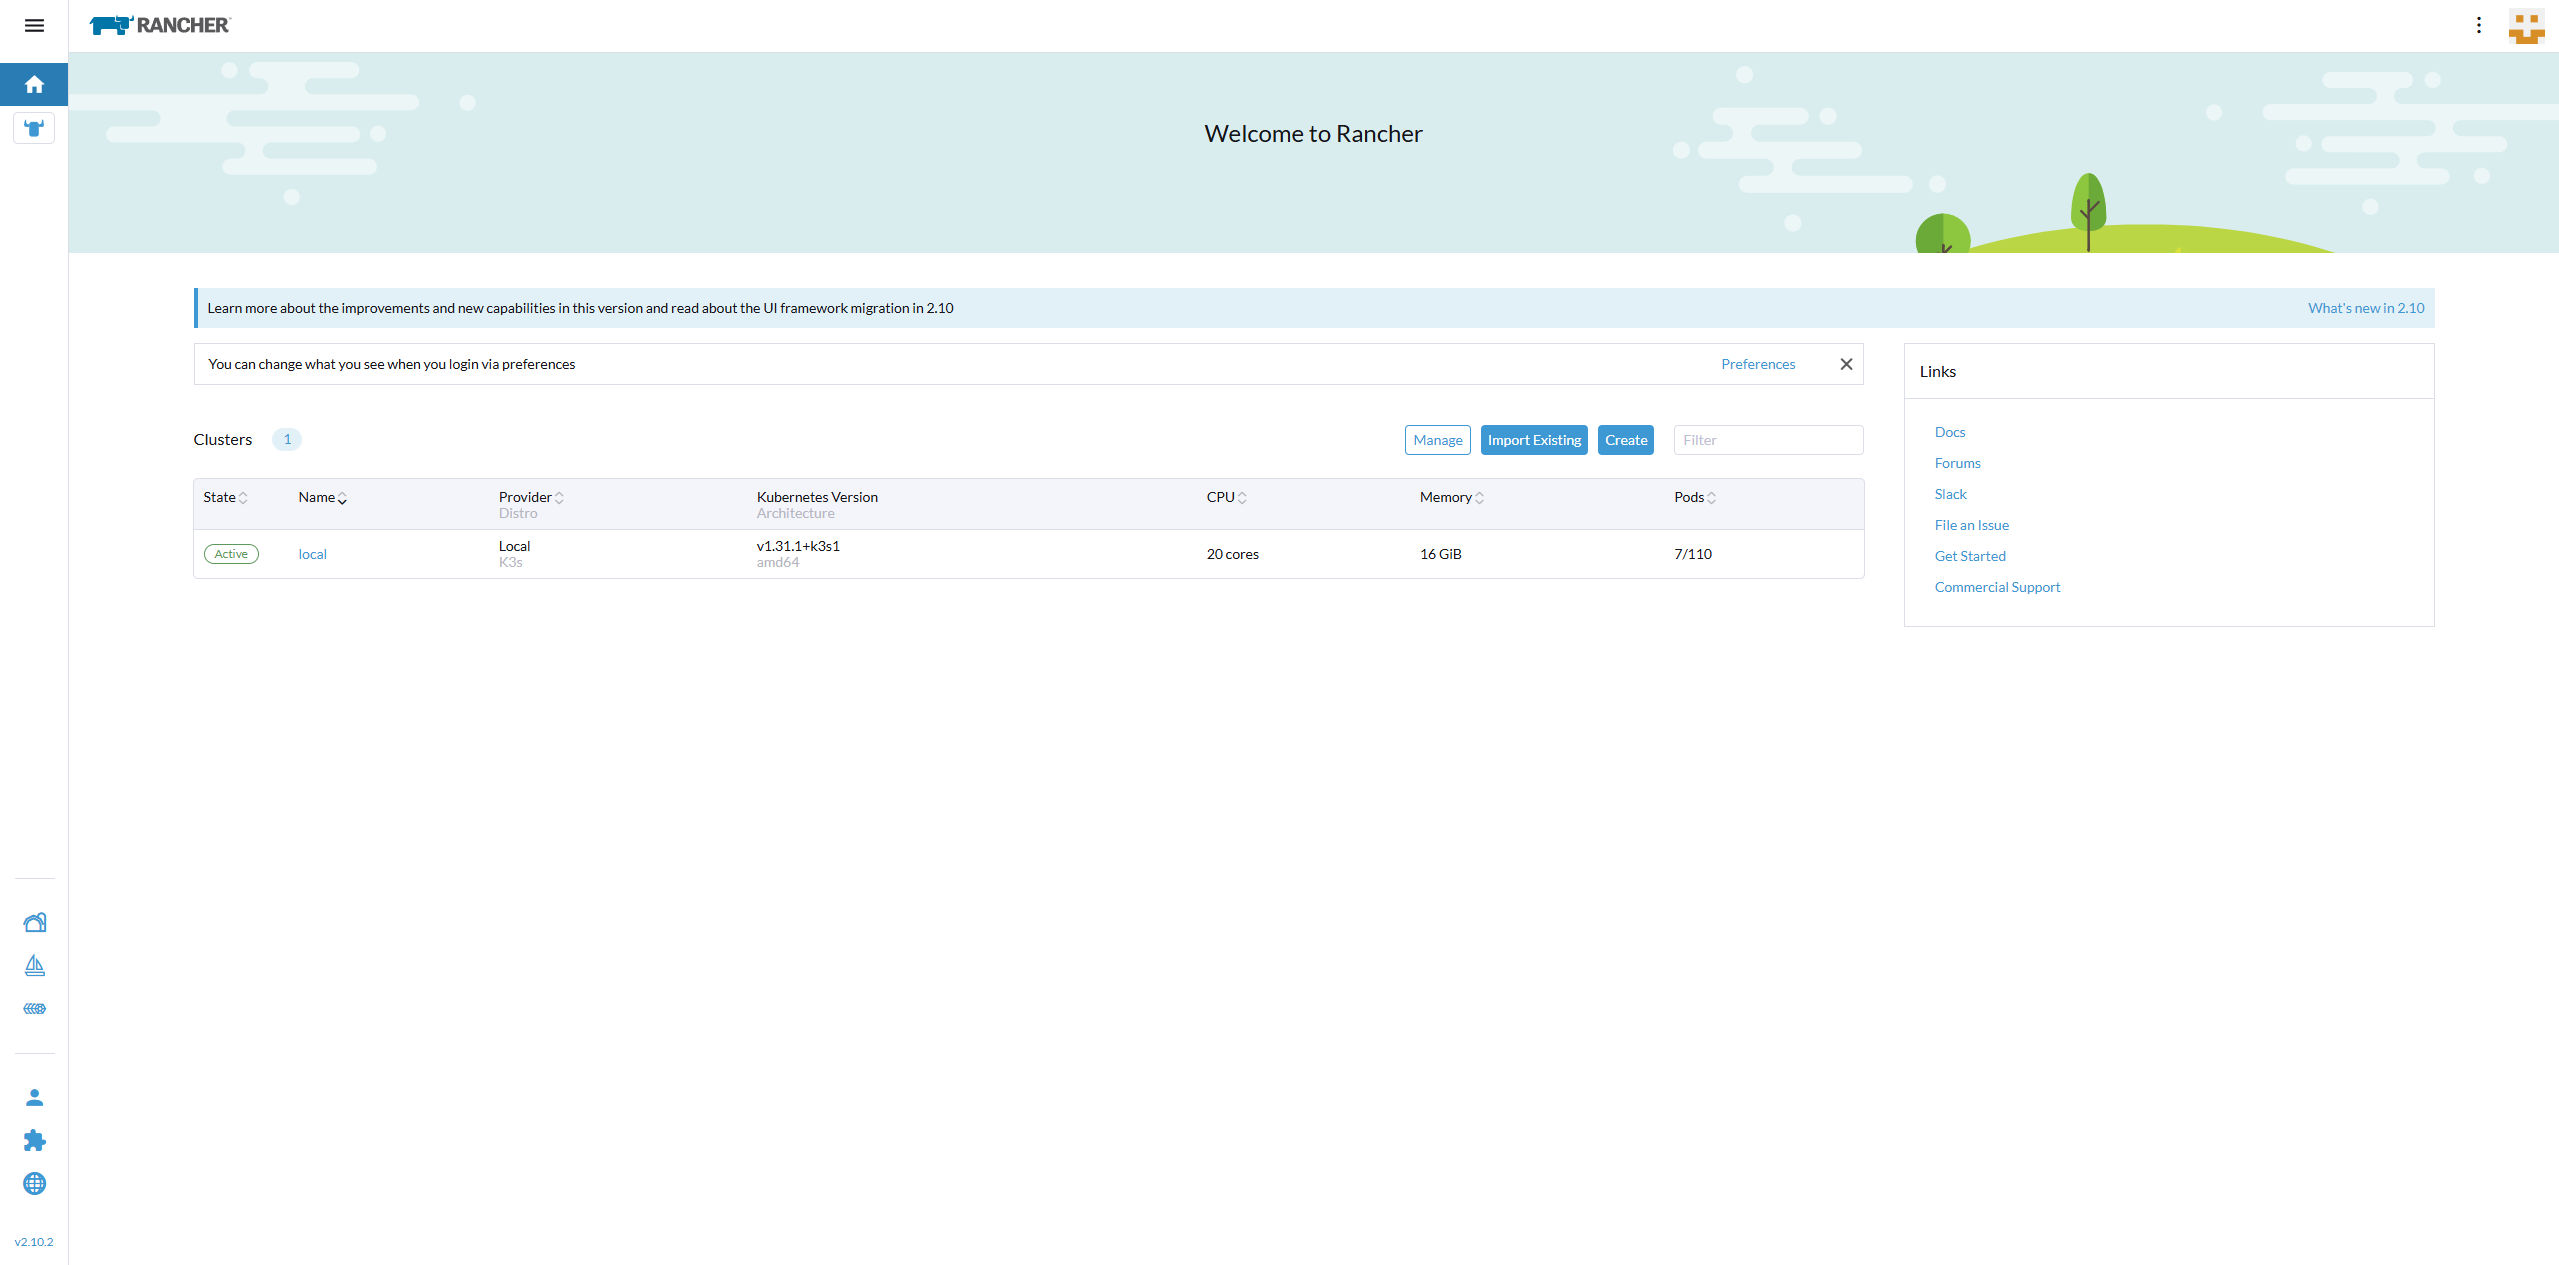 RANCHER
Welcome to Rancher
Learn more about the improvements and new capabilities in this version and read about the UI framework migration in 2.10
What's new in 2.10
You can change what you see when you login via preferences
Preferences
Links
Docs
Forums
Slack
File an Issue
Get Started
Commercial Support
Clusters 1
Manage Import Existing Create Filter
State Name Provider Kubernetes Version CPU Memory Pods
Distro Architecture
Active local Local v1.31.1+k3s1 20 cores 16 GiB 7/110
K3s amd64
v2.10.2